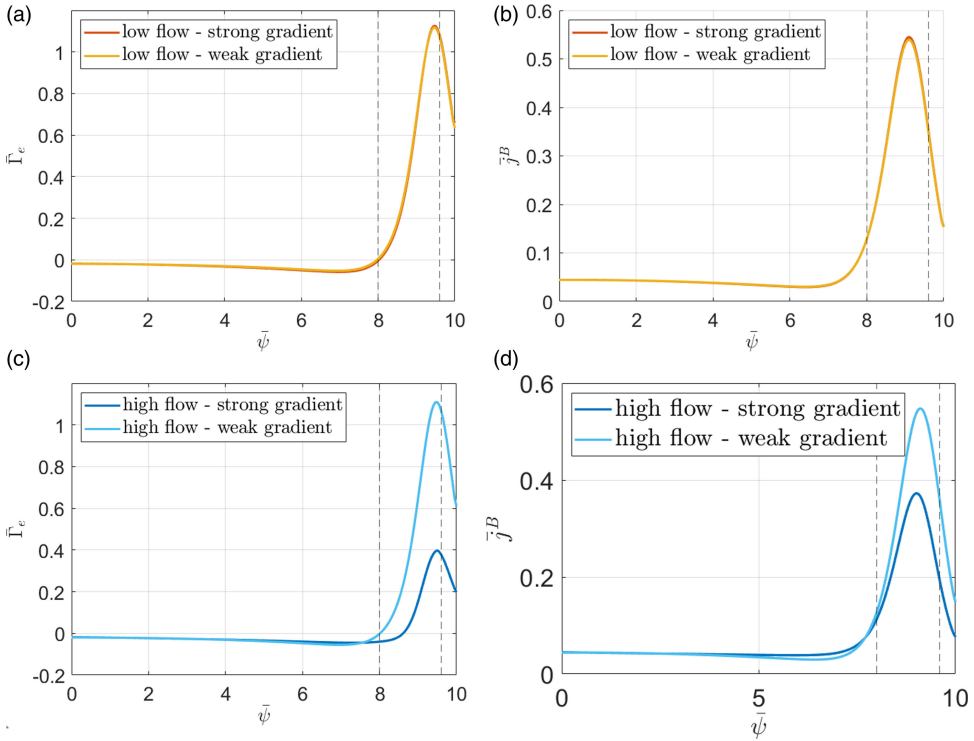 (a)
(b)
low flow - strong gradient
low flow - weak gradient
1
0.8
0.6
0.4
0.2
0
-0.2
Γ̄_e
0 2 4 6 8 10
ψ̄
low flow - strong gradient
low flow - weak gradient
0.6
0.5
0.4
0.3
0.2
0.1
0
j̄^B
0 2 4 6 8 10
ψ̄
(c)
(d)
high flow - strong gradient
high flow - weak gradient
1
0.8
0.6
0.4
0.2
0
-0.2
Γ̄_e
0 2 4 6 8 10
ψ̄
high flow - strong gradient
high flow - weak gradient
0.6
0.4
0.2
0
j̄^B
0 5 10
ψ̄